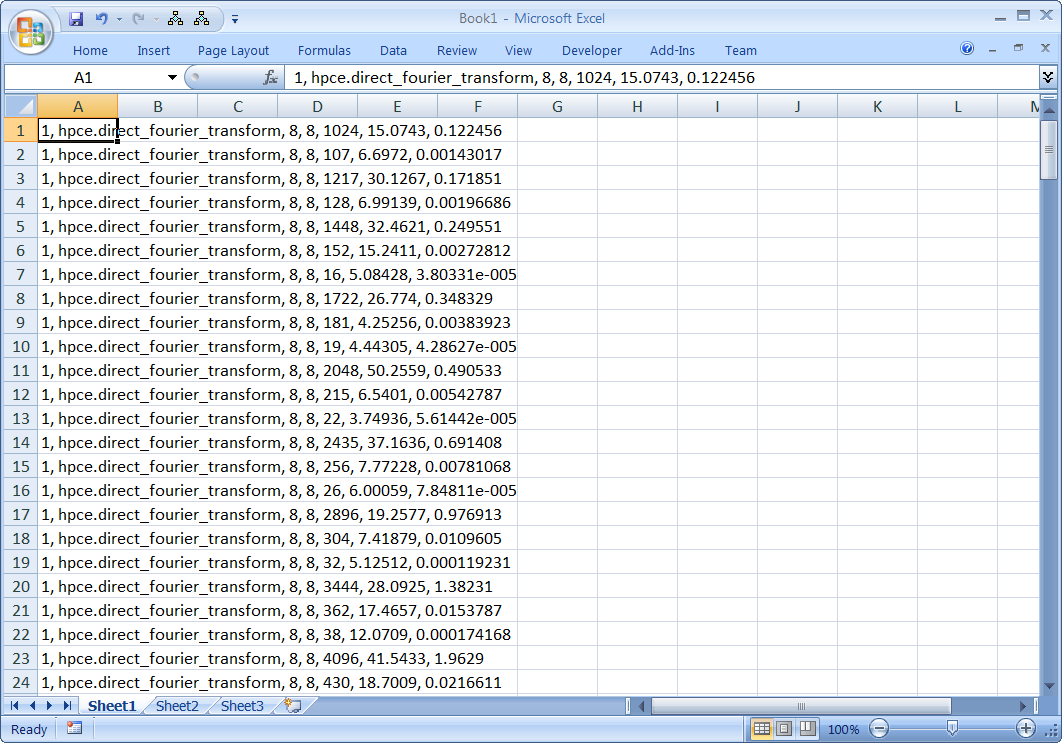 Book1 - Microsoft Excel
Home Insert Page Layout Formulas Data Review View Developer Add-Ins Team
A1 fx 1, hpce.direct_fourier_transform, 8, 8, 1024, 15.0743, 0.122456
A B C D E F G H I J K L M
1 1, hpce.direct_fourier_transform, 8, 8, 1024, 15.0743, 0.122456
2 1, hpce.direct_fourier_transform, 8, 8, 107, 6.6972, 0.00143017
3 1, hpce.direct_fourier_transform, 8, 8, 1217, 30.1267, 0.171851
4 1, hpce.direct_fourier_transform, 8, 8, 128, 6.99139, 0.00196686
5 1, hpce.direct_fourier_transform, 8, 8, 1448, 32.4621, 0.249551
6 1, hpce.direct_fourier_transform, 8, 8, 152, 15.2411, 0.00272812
7 1, hpce.direct_fourier_transform, 8, 8, 16, 5.08428, 3.80331e-005
8 1, hpce.direct_fourier_transform, 8, 8, 1722, 26.774, 0.348329
9 1, hpce.direct_fourier_transform, 8, 8, 181, 4.25256, 0.00383923
10 1, hpce.direct_fourier_transform, 8, 8, 19, 4.44305, 4.28627e-005
11 1, hpce.direct_fourier_transform, 8, 8, 2048, 50.2559, 0.490533
12 1, hpce.direct_fourier_transform, 8, 8, 215, 6.5401, 0.00542787
13 1, hpce.direct_fourier_transform, 8, 8, 22, 3.74936, 5.61442e-005
14 1, hpce.direct_fourier_transform, 8, 8, 2435, 37.1636, 0.691408
15 1, hpce.direct_fourier_transform, 8, 8, 256, 7.77228, 0.00781068
16 1, hpce.direct_fourier_transform, 8, 8, 26, 6.00059, 7.84811e-005
17 1, hpce.direct_fourier_transform, 8, 8, 2896, 19.2577, 0.976913
18 1, hpce.direct_fourier_transform, 8, 8, 304, 7.41879, 0.0109605
19 1, hpce.direct_fourier_transform, 8, 8, 32, 5.12512, 0.000119231
20 1, hpce.direct_fourier_transform, 8, 8, 3444, 28.0925, 1.38231
21 1, hpce.direct_fourier_transform, 8, 8, 362, 17.4657, 0.0153787
22 1, hpce.direct_fourier_transform, 8, 8, 38, 12.0709, 0.000174168
23 1, hpce.direct_fourier_transform, 8, 8, 4096, 41.5433, 1.9629
24 1, hpce.direct_fourier_transform, 8, 8, 430, 18.7009, 0.0216611
Sheet1 Sheet2 Sheet3
Ready 100%